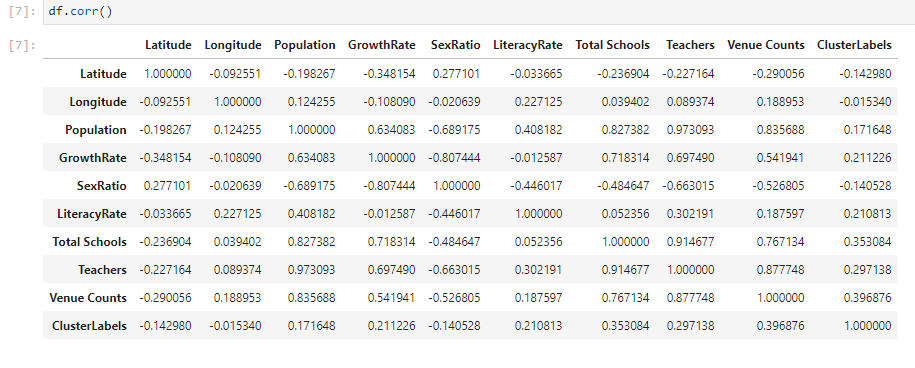 [7]: df.corr()
[7]:
Latitude Longitude Population GrowthRate SexRatio LiteracyRate Total Schools Teachers Venue Counts ClusterLabels
Latitude 1.000000 -0.092551 -0.198267 -0.348154 0.277101 -0.033665 -0.236904 -0.227164 -0.290056 -0.142980
Longitude -0.092551 1.000000 0.124255 -0.108090 -0.020639 0.227125 0.039402 0.089374 0.188953 -0.015340
Population -0.198267 0.124255 1.000000 0.634083 -0.689175 0.408182 0.827382 0.973093 0.835688 0.171648
GrowthRate -0.348154 -0.108090 0.634083 1.000000 -0.807444 -0.012587 0.718314 0.697490 0.541941 0.211226
SexRatio 0.277101 -0.020639 -0.689175 -0.807444 1.000000 -0.446017 -0.484647 -0.663015 -0.526805 -0.140528
LiteracyRate -0.033665 0.227125 0.408182 -0.012587 -0.446017 1.000000 0.052356 0.302191 0.187597 0.210813
Total Schools -0.236904 0.039402 0.827382 0.718314 -0.484647 0.052356 1.000000 0.914677 0.767134 0.353084
Teachers -0.227164 0.089374 0.973093 0.697490 -0.663015 0.302191 0.914677 1.000000 0.877748 0.297138
Venue Counts -0.290056 0.188953 0.835688 0.541941 -0.526805 0.187597 0.767134 0.877748 1.000000 0.396876
ClusterLabels -0.142980 -0.015340 0.171648 0.211226 -0.140528 0.210813 0.353084 0.297138 0.396876 1.000000